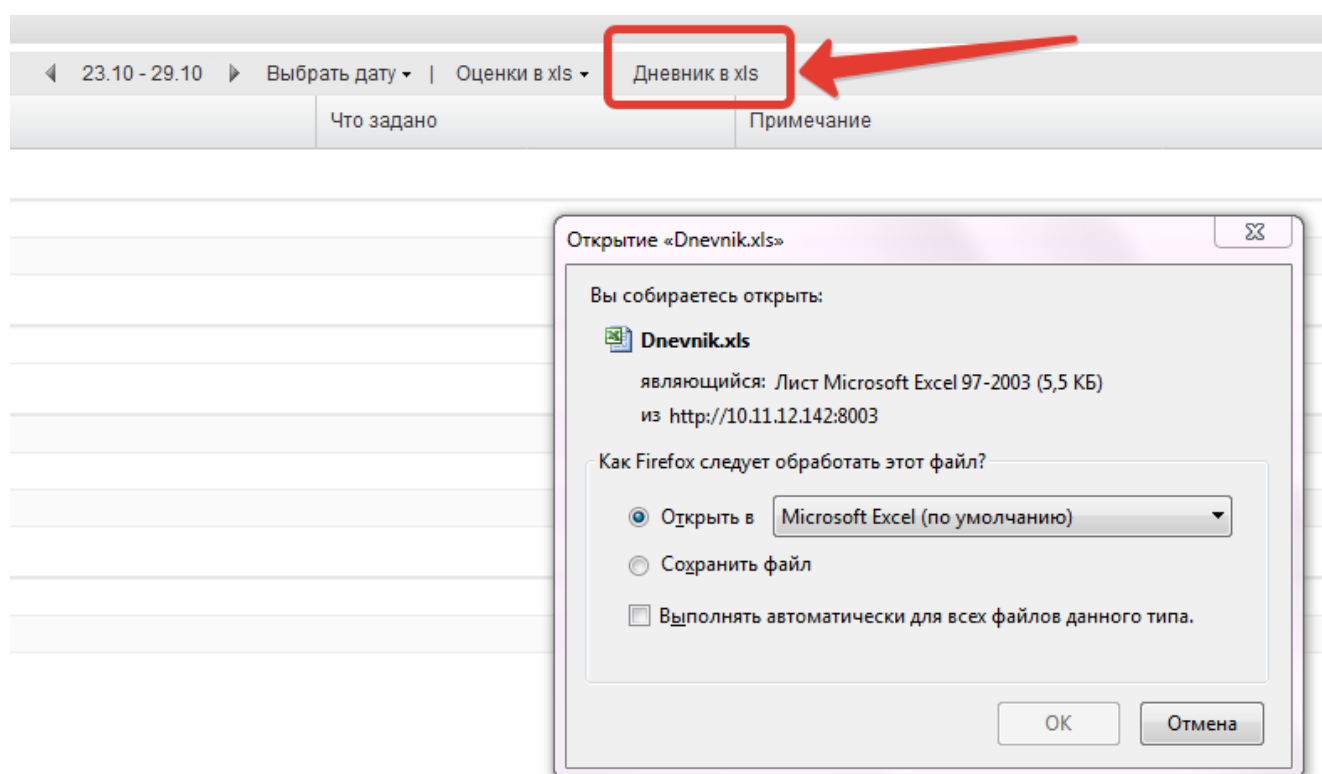 23.10 - 29.10 Выбрать дату | Оценки в xls Дневник в xls
Что задано Примечание
Открытие «Dnevnik.xls»
Вы собираетесь открыть:
Dnevnik.xls
являющийся: Лист Microsoft Excel 97-2003 (5,5 КБ)
из http://10.11.12.142:8003
Как Firefox следует обработать этот файл?
Открыть в Microsoft Excel (по умолчанию)
Сохранить файл
Выполнять автоматически для всех файлов данного типа.
OK Отмена